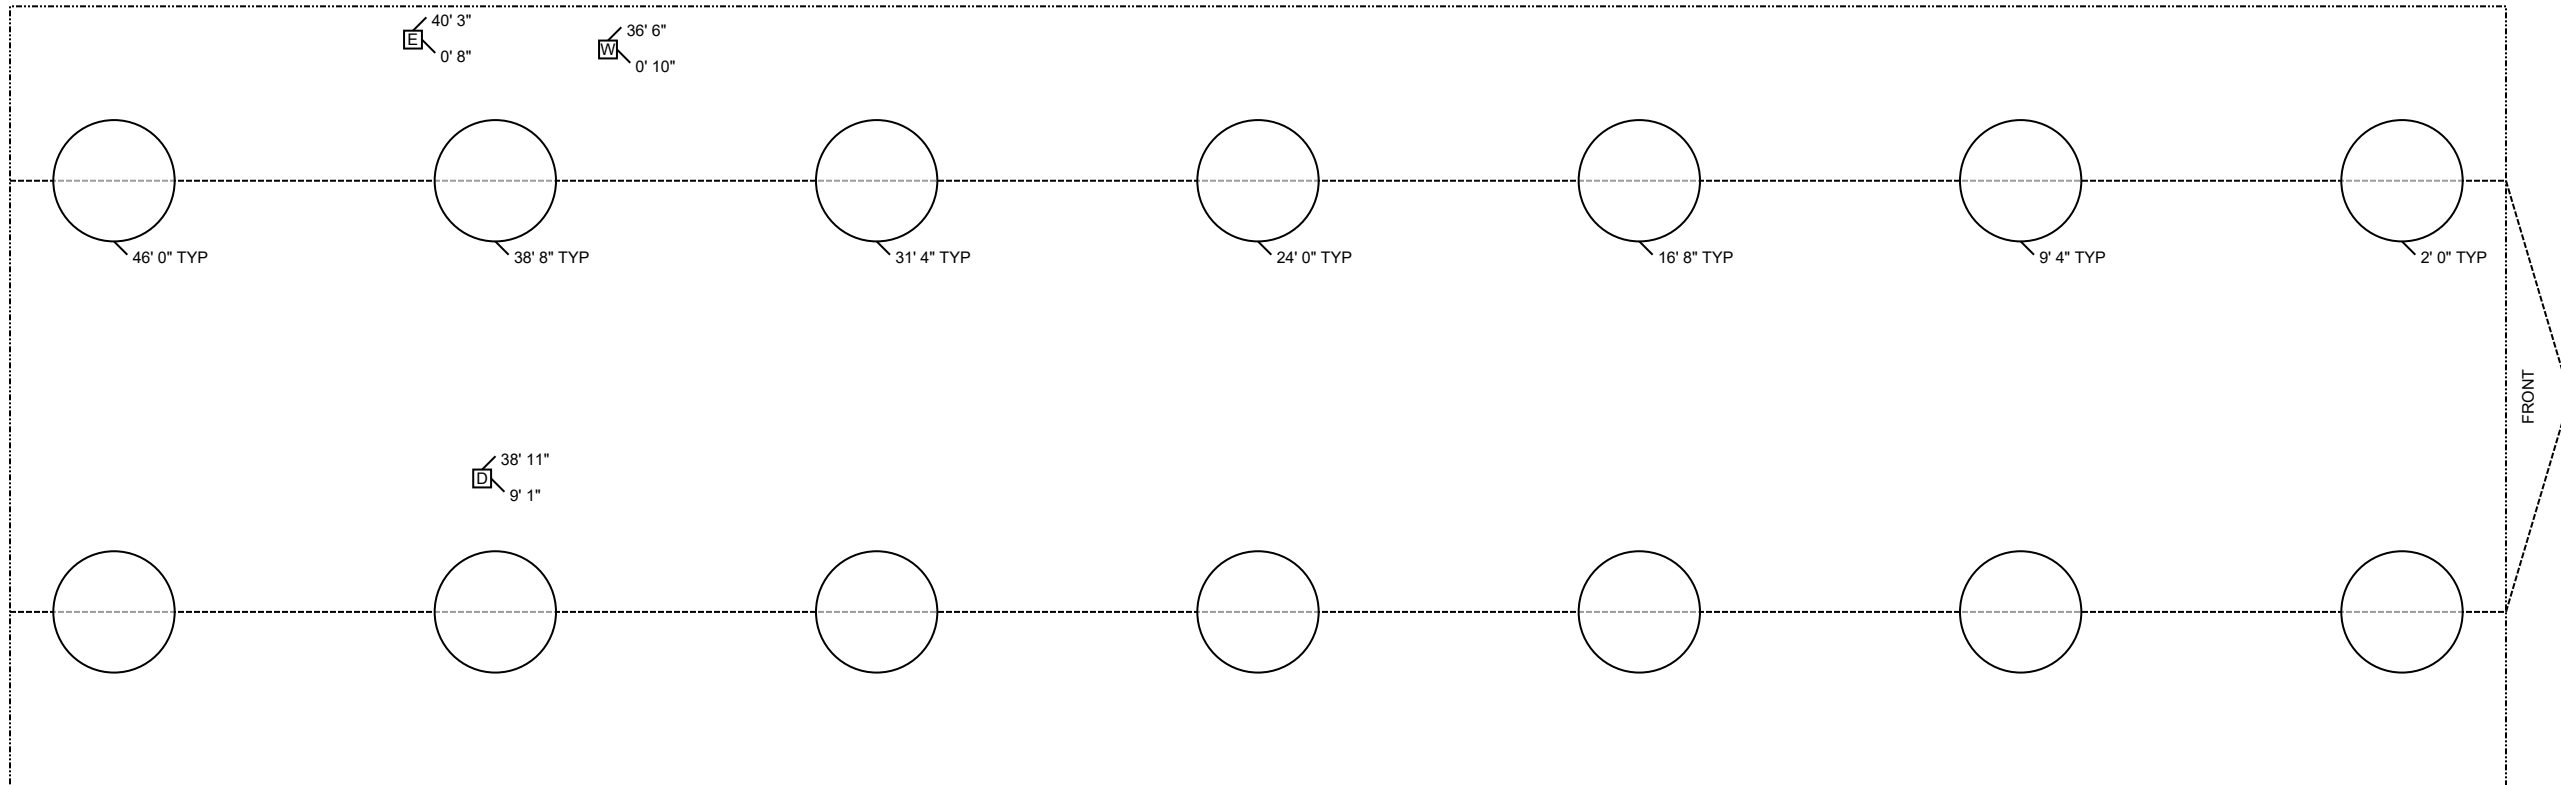 40' 3"
E
0' 8"
36' 6"
W
0' 10"
46' 0" TYP
38' 8" TYP
31' 4" TYP
24' 0" TYP
16' 8" TYP
9' 4" TYP
2' 0" TYP
FRONT
38' 11"
D
9' 1"